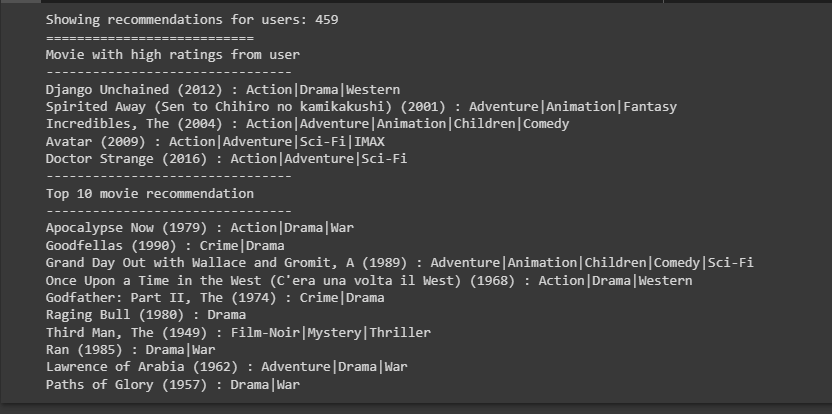 Showing recommendations for users: 459
===========================
Movie with high ratings from user
--------------------------------
Django Unchained (2012) : Action|Drama|Western
Spirited Away (Sen to Chihiro no kamikakushi) (2001) : Adventure|Animation|Fantasy
Incredibles, The (2004) : Action|Adventure|Animation|Children|Comedy
Avatar (2009) : Action|Adventure|Sci-Fi|IMAX
Doctor Strange (2016) : Action|Adventure|Sci-Fi
--------------------------------
Top 10 movie recommendation
--------------------------------
Apocalypse Now (1979) : Action|Drama|War
Goodfellas (1990) : Crime|Drama
Grand Day Out with Wallace and Gromit, A (1989) : Adventure|Animation|Children|Comedy|Sci-Fi
Once Upon a Time in the West (C'era una volta il West) (1968) : Action|Drama|Western
Godfather: Part II, The (1974) : Crime|Drama
Raging Bull (1980) : Drama
Third Man, The (1949) : Film-Noir|Mystery|Thriller
Ran (1985) : Drama|War
Lawrence of Arabia (1962) : Adventure|Drama|War
Paths of Glory (1957) : Drama|War